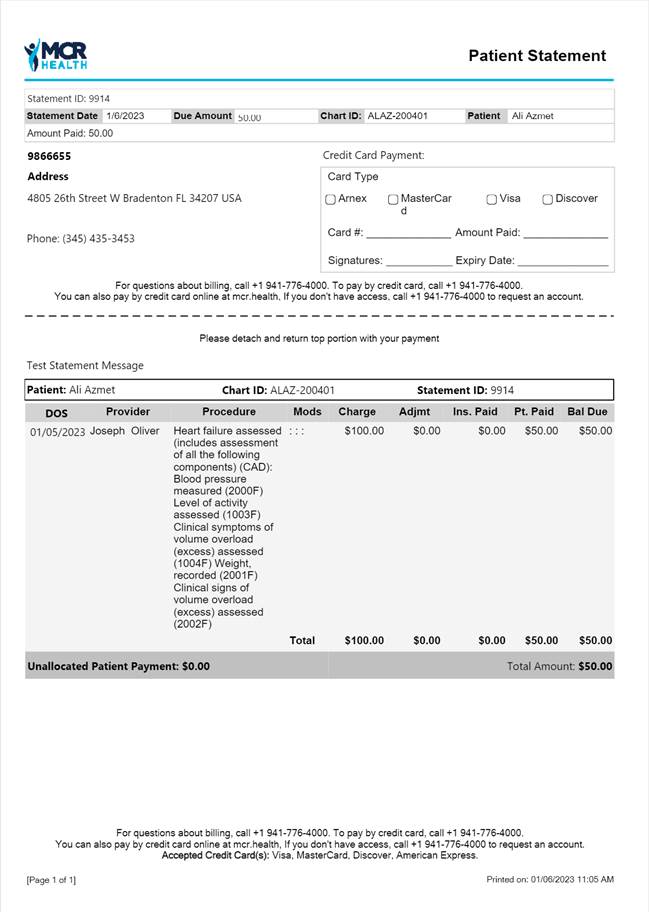 MCR
HEALTH
Patient Statement
Statement ID: 9914
Statement Date 1/6/2023 Due Amount 50.00 Chart ID: ALAZ-200401 Patient Ali Azmet
Amount Paid: 50.00
9866655
Address
4805 26th Street W Bradenton FL 34207 USA
Phone: (345) 435-3453
Credit Card Payment:
Card Type
Amex MasterCar Visa Discover
d
Card #: ____________ Amount Paid: ____________
Signatures: ____________ Expiry Date: ____________
For questions about billing, call +1 941-776-4000. To pay by credit card, call +1 941-776-4000.
You can also pay by credit card online at mcr.health, If you don't have access, call +1 941-776-4000 to request an account.
Please detach and return top portion with your payment
Test Statement Message
Patient: Ali Azmet Chart ID: ALAZ-200401 Statement ID: 9914
DOS Provider Procedure Mods Charge Adjmt Ins. Paid Pt. Paid Bal Due
01/05/2023 Joseph Oliver Heart failure assessed : : : $100.00 $0.00 $0.00 $50.00 $50.00
(includes assessment
of all the following
components) (CAD):
Blood pressure
measured (2000F)
Level of activity
assessed (1003F)
Clinical symptoms of
volume overload
(excess) assessed
(1004F) Weight,
recorded (2001F)
Clinical signs of
volume overload
(excess) assessed
(2002F)
Total $100.00 $0.00 $0.00 $50.00 $50.00
Unallocated Patient Payment: $0.00 Total Amount: $50.00
For questions about billing, call +1 941-776-4000. To pay by credit card, call +1 941-776-4000.
You can also pay by credit card online at mcr.health, If you don't have access, call +1 941-776-4000 to request an account.
Accepted Credit Card(s): Visa, MasterCard, Discover, American Express.
[Page 1 of 1] Printed on: 01/06/2023 11:05 AM